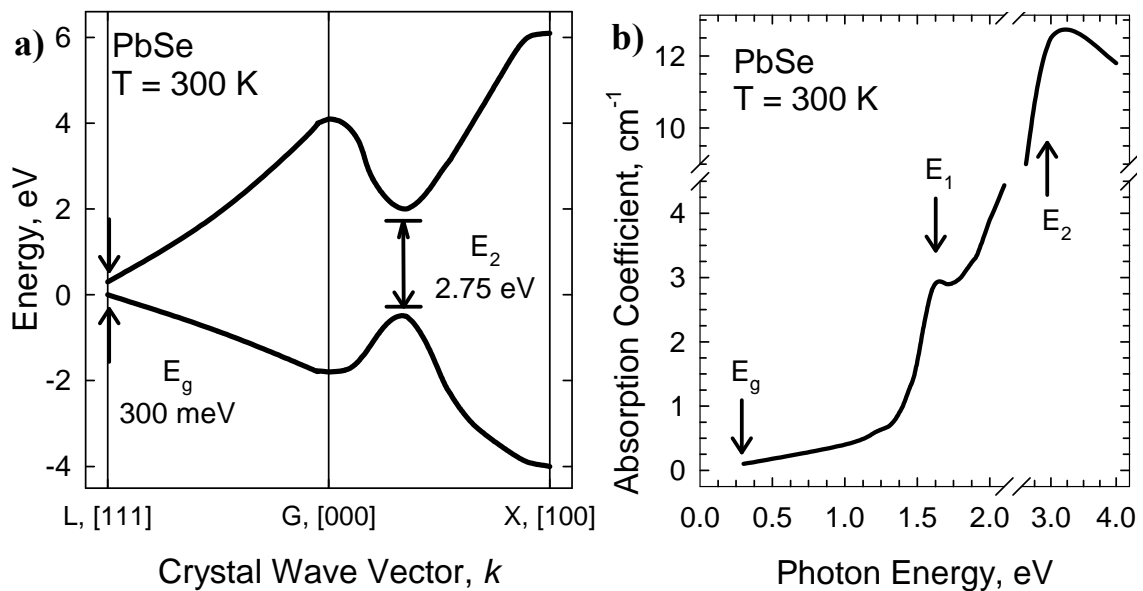 a)
PbSe
T = 300 K
6
4
2
0
-2
-4
Energy, eV
E2
2.75 eV
Eg
300 meV
L, [111]
G, [000]
X, [100]
Crystal Wave Vector, k
b)
PbSe
T = 300 K
12
10
4
3
2
1
0
Absorption Coefficient, cm-1
E1
E2
Eg
0.0 0.5 1.0 1.5 2.0 3.0 4.0
Photon Energy, eV